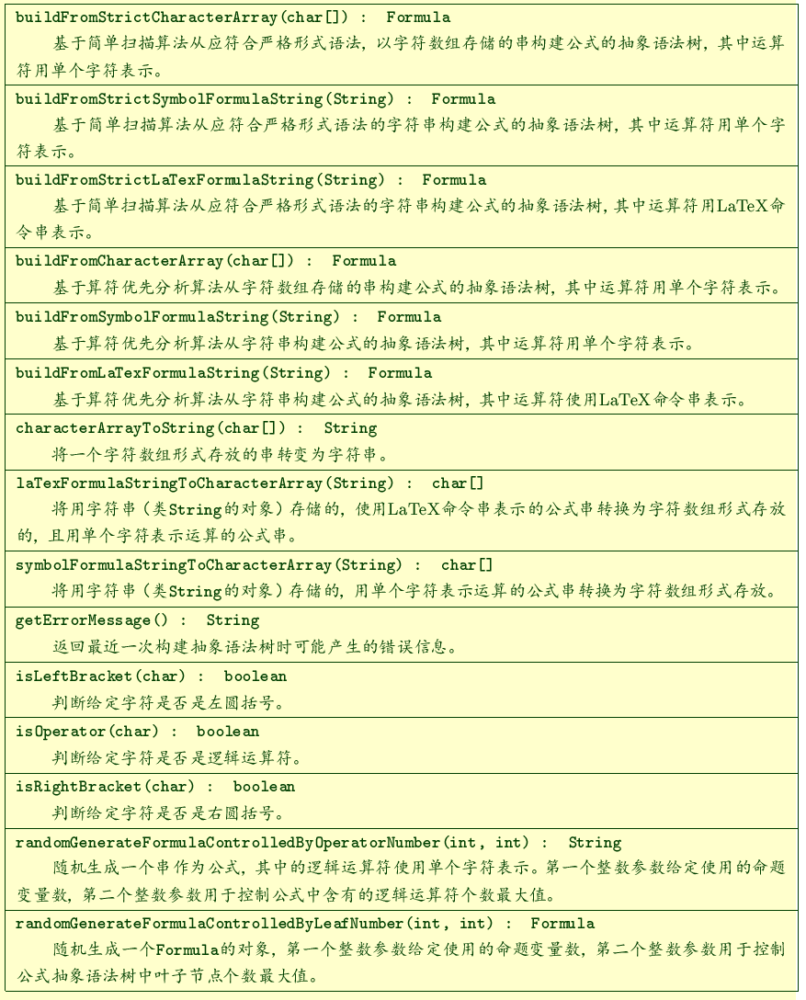 buildFromStrictCharacterArray(char[]) : Formula
基于简单扫描算法从应符合严格形式语法，以字符数组存储的串构建公式的抽象语法树，其中运算
符用单个字符表示。
buildFromStrictSymbolFormulaString(String) : Formula
基于简单扫描算法从应符合严格形式语法的字符串构建公式的抽象语法树，其中运算符用单个字
符表示。
buildFromStrictLaTexFormulaString(String) : Formula
基于简单扫描算法从应符合严格形式语法的字符串构建公式的抽象语法树，其中运算符用LaTeX命
令串表示。
buildFromCharacterArray(char[]) : Formula
基于算符优先分析算法从字符数组存储的串构建公式的抽象语法树，其中运算符用单个字符表示。
buildFromSymbolFormulaString(String) : Formula
基于算符优先分析算法从字符串构建公式的抽象语法树，其中运算符用单个字符表示。
buildFromLaTexFormulaString(String) : Formula
基于算符优先分析算法从字符串构建公式的抽象语法树，其中运算符使用LaTeX命令串表示。
characterArrayToString(char[]) : String
将一个字符数组形式存放的串转变为字符串。
laTexFormulaStringToCharacterArray(String) : char[]
将用字符串（类String的对象）存储的，使用LaTeX命令串表示的公式串转换为字符数组形式存放
的，且用单个字符表示运算的公式串。
symbolFormulaStringToCharacterArray(String) : char[]
将用字符串（类String的对象）存储的，用单个字符表示运算的公式串转换为字符数组形式存放。
getErrorMessage() : String
返回最近一次构建抽象语法树时可能产生的错误信息。
isLeftBracket(char) : boolean
判断给定字符是否是左圆括号。
isOperator(char) : boolean
判断给定字符是否是逻辑运算符。
isRightBracket(char) : boolean
判断给定字符是否是右圆括号。
randomGenerateFormulaControlledByOperatorNumber(int, int) : String
随机生成一个串作为公式，其中的逻辑运算符使用单个字符表示。第一个整数参数给定使用的命题
变量数，第二个整数参数用于控制公式中含有的逻辑运算符个数最大值。
randomGenerateFormulaControlledByLeafNumber(int, int) : Formula
随机生成一个Formula的对象，第一个整数参数给定使用的命题变量数，第二个整数参数用于控制
公式抽象语法树中叶子节点个数最大值。